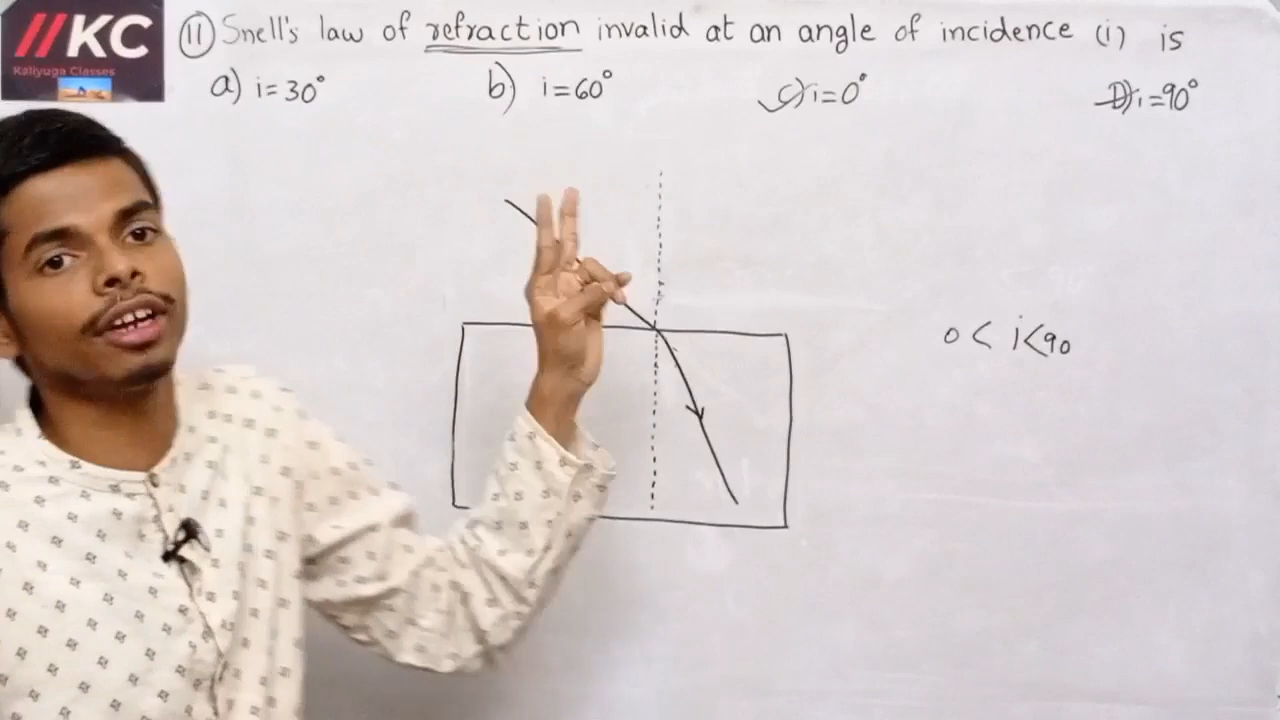 //KC
Kaliyuga Classes
11 Snell's law of refraction invalid at an angle of incidence (i) is
a) i=30° b) i=60° c) i=0° D) i=90°
0< i<90